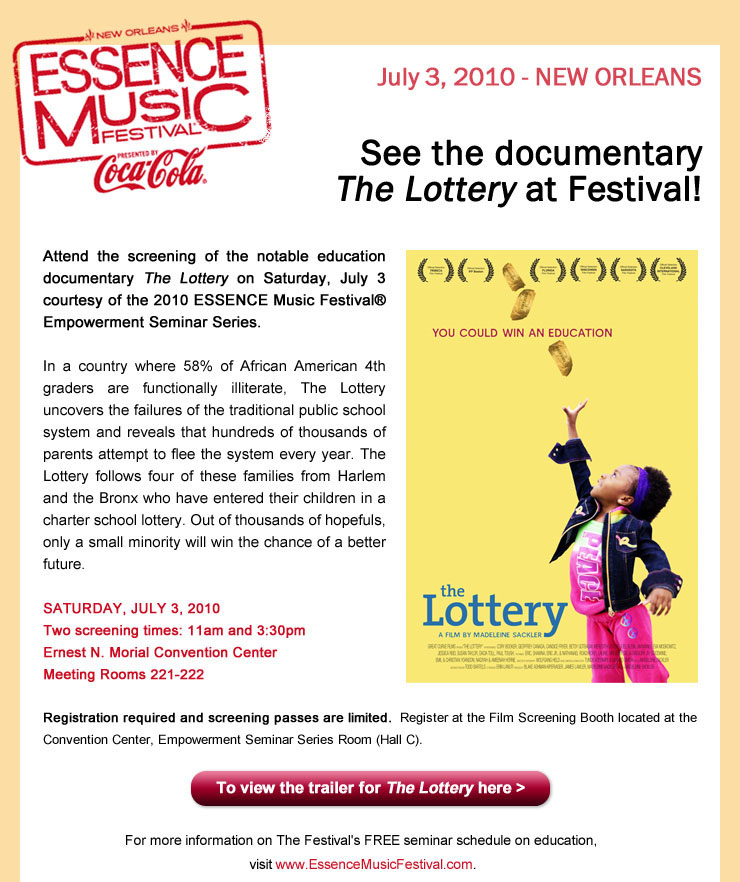 NEW ORLEANS
ESSENCE
MUSIC
FESTIVAL®
PRESENTED BY
Coca-Cola®
July 3, 2010 - NEW ORLEANS
See the documentary
The Lottery at Festival!
Attend the screening of the notable education
documentary The Lottery on Saturday, July 3
courtesy of the 2010 ESSENCE Music Festival®
Empowerment Seminar Series.
In a country where 58% of African American 4th
graders are functionally illiterate, The Lottery
uncovers the failures of the traditional public school
system and reveals that hundreds of thousands of
parents attempt to flee the system every year. The
Lottery follows four of these families from Harlem
and the Bronx who have entered their children in a
charter school lottery. Out of thousands of hopefuls,
only a small minority will win the chance of a better
future.
SATURDAY, JULY 3, 2010
Two screening times: 11am and 3:30pm
Ernest N. Morial Convention Center
Meeting Rooms 221-222
YOU COULD WIN AN EDUCATION
PEACE
the
Lottery
A FILM BY MADELEINE SACKLER
Registration required and screening passes are limited. Register at the Film Screening Booth located at the
Convention Center, Empowerment Seminar Series Room (Hall C).
To view the trailer for The Lottery here >
For more information on The Festival's FREE seminar schedule on education,
visit www.EssenceMusicFestival.com.